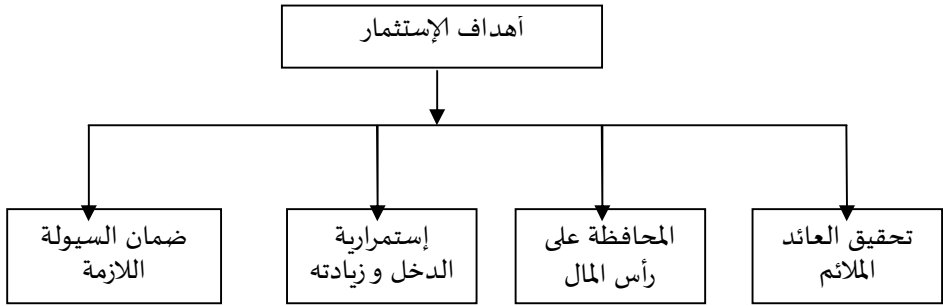 أهداف الإستثمار
تحقيق العائد
الملائم
المحافظة على
رأس المال
إستمرارية
الدخل و زيادته
ضمان السيولة
اللازمة